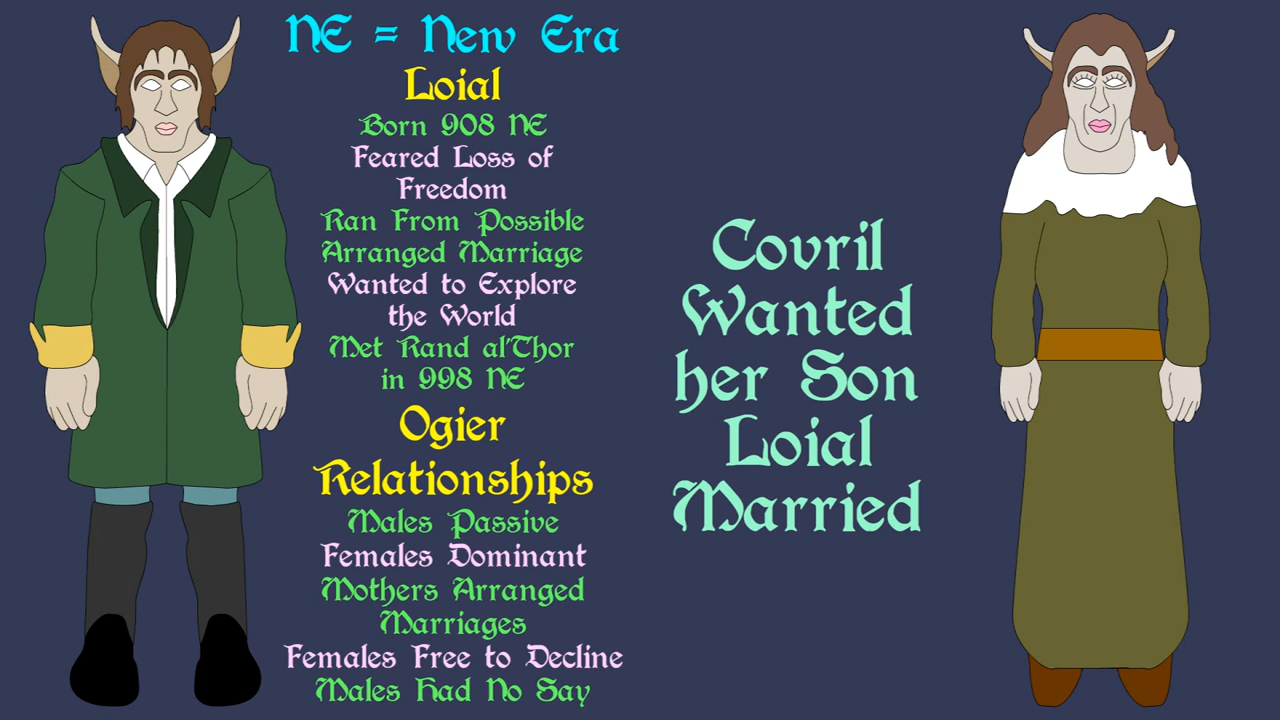 NE = New Era
Loial
Born 908 NE
Feared Loss of
Freedom
Ran From Possible
Arranged Marriage
Wanted to Explore
the World
Met Rand al'Thor
in 998 NE
Ogier
Relationships
Males Passive
Females Dominant
Mothers Arranged
Marriages
Females Free to Decline
Males Had No Say
Covril
Wanted
her Son
Loial
Married